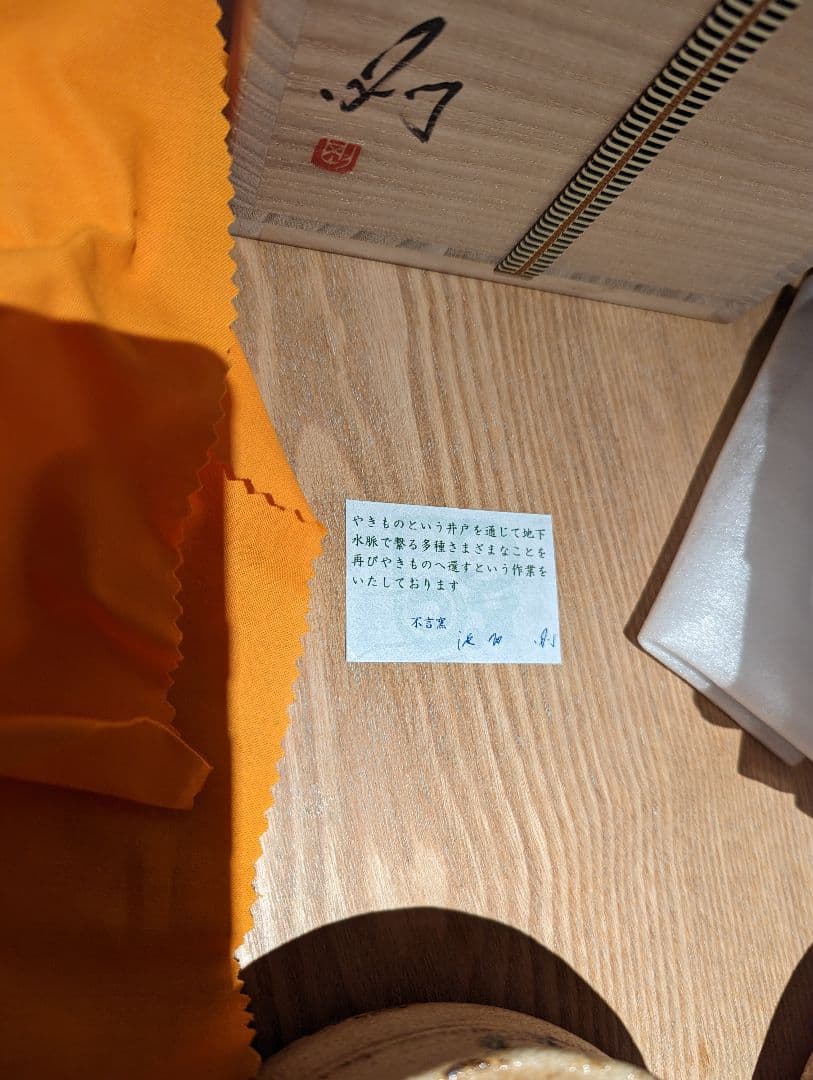 やきものという井戸を通じて地下
水脈で繋る多種さまざまなことを
再びやきものへ還すという作業を
いたしております
不言窯